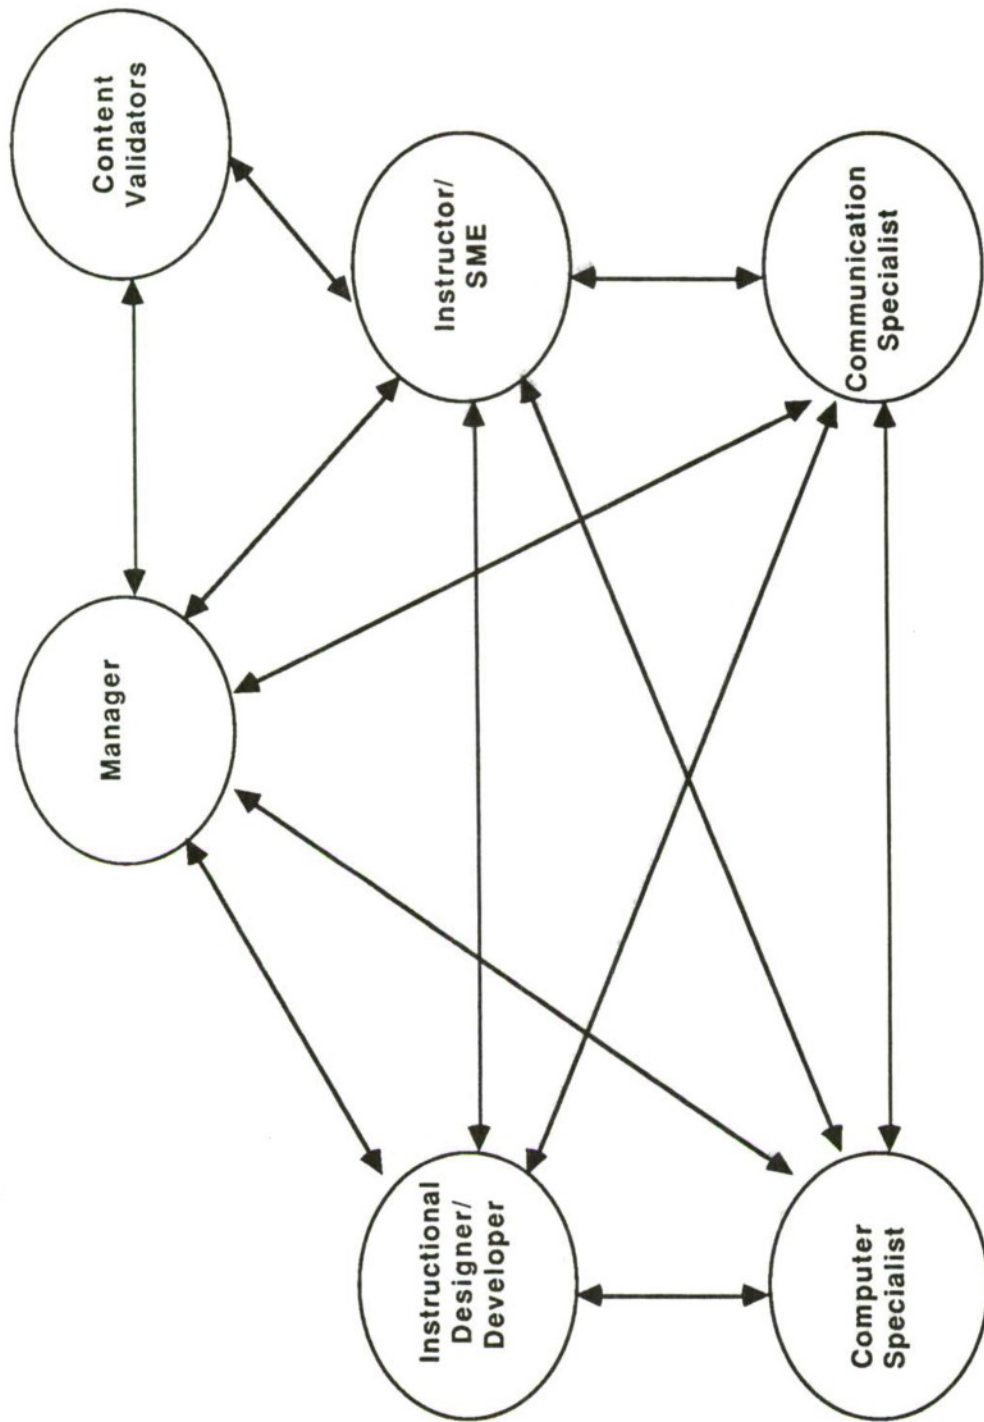 Manager
Content
Validators
Instructional
Designer/
Developer
Instructor/
SME
Computer
Specialist
Communication
Specialist